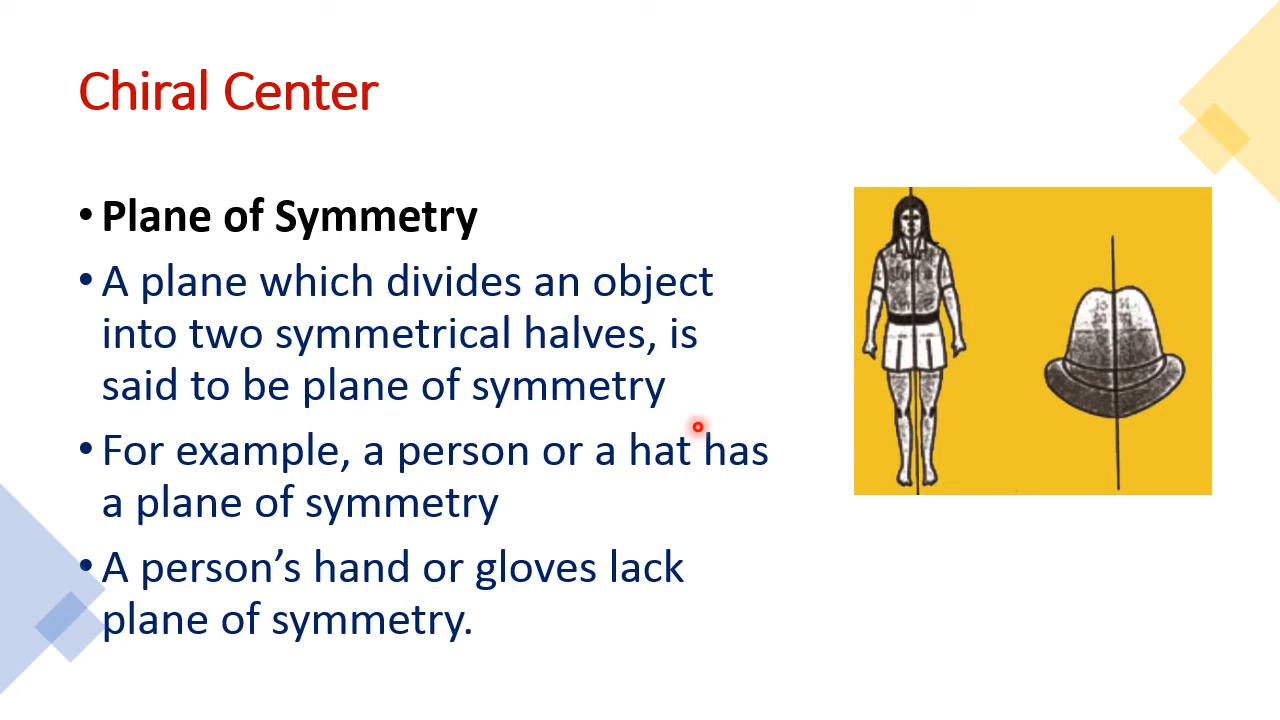 Chiral Center
• Plane of Symmetry
• A plane which divides an object
into two symmetrical halves, is
said to be plane of symmetry
• For example, a person or a hat has
a plane of symmetry
• A person’s hand or gloves lack
plane of symmetry.